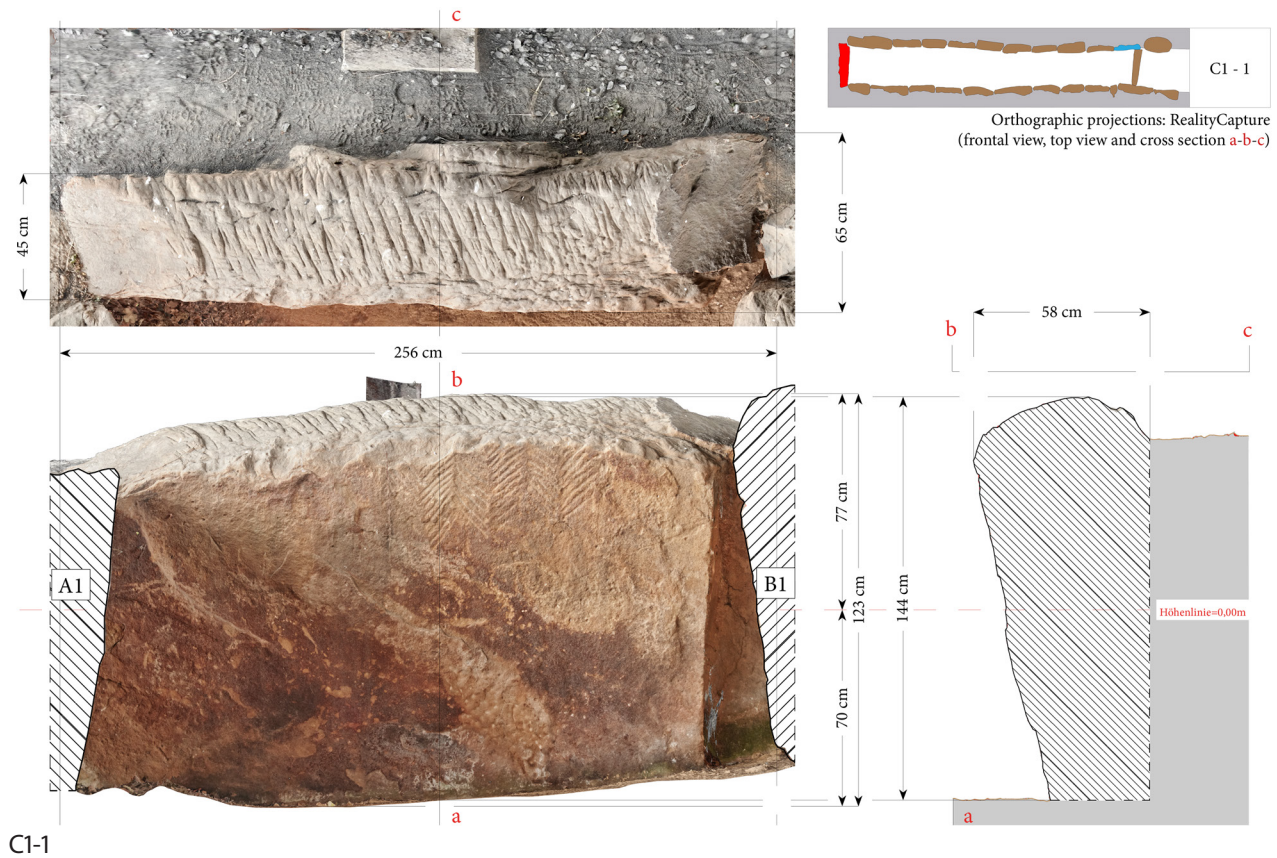 c
C1 - 1
Orthographic projections: RealityCapture
(frontal view, top view and cross section a-b-c)
45 cm
65 cm
256 cm
58 cm
b
b
c
A1
B1
77 cm
123 cm
144 cm
70 cm
Höhenlinie=0,00m
a
a
C1-1